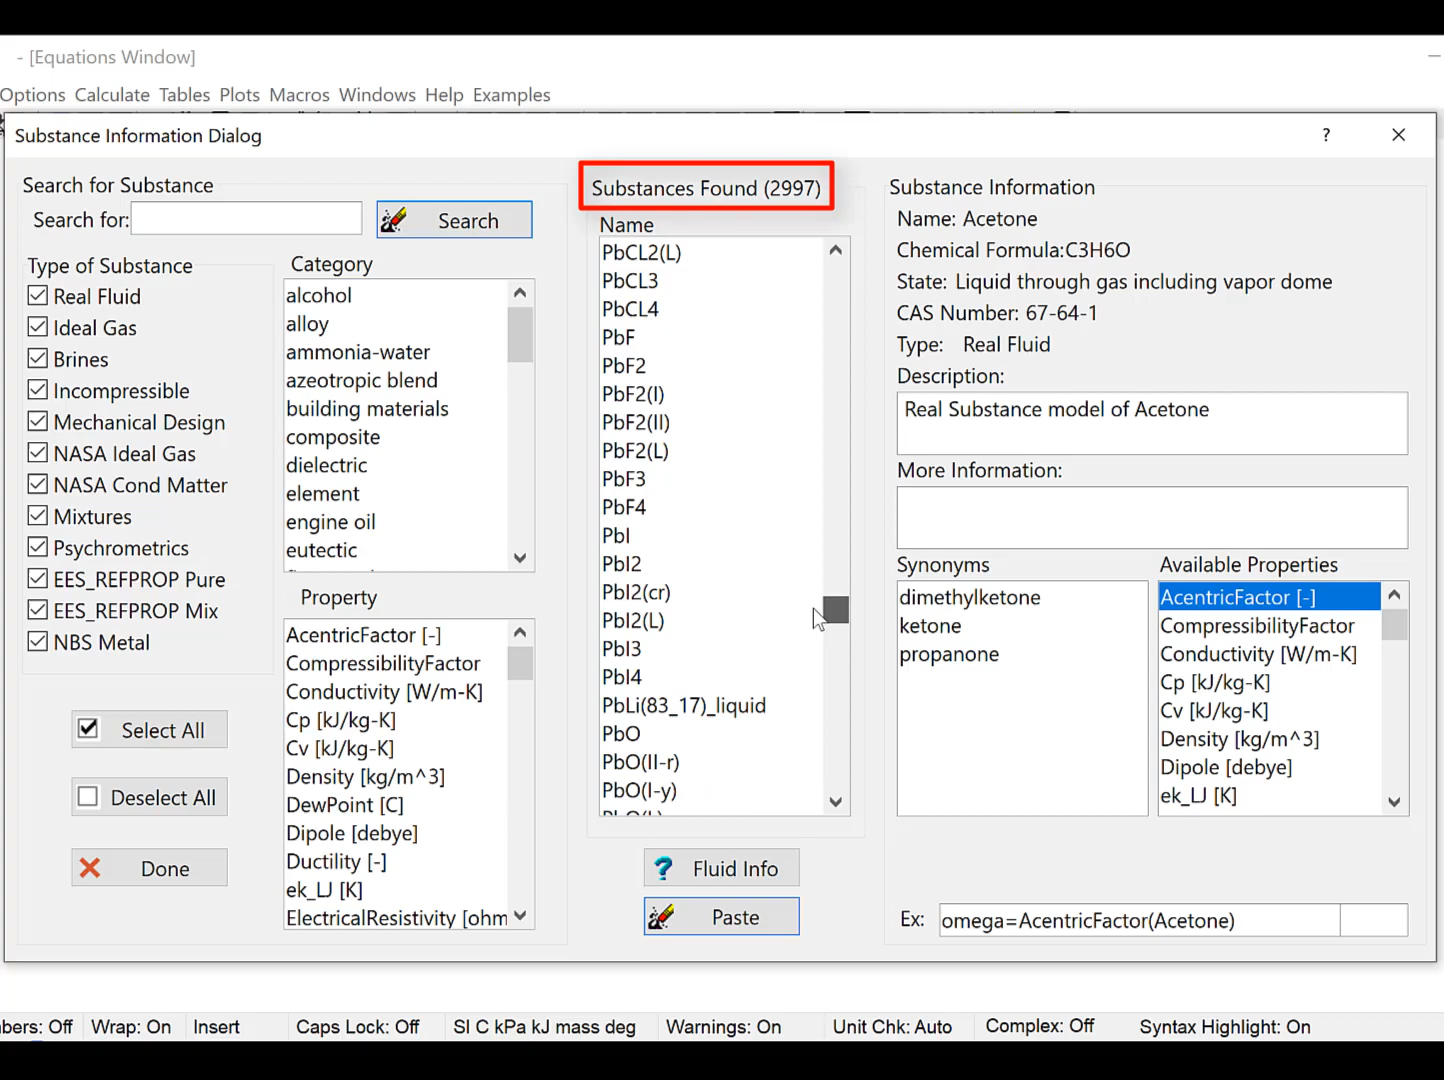 - [Equations Window]
Options Calculate Tables Plots Macros Windows Help Examples
Substance Information Dialog
?
Search for Substance
Search for:
Search
Type of Substance
Real Fluid
Ideal Gas
Brines
Incompressible
Mechanical Design
NASA Ideal Gas
NASA Cond Matter
Mixtures
Psychrometrics
EES_REFPROP Pure
EES_REFPROP Mix
NBS Metal
Select All
Deselect All
Done
Category
alcohol
alloy
ammonia-water
azeotropic blend
building materials
composite
dielectric
element
engine oil
eutectic
Property
AcentricFactor [-]
CompressibilityFactor
Conductivity [W/m-K]
Cp [kJ/kg-K]
Cv [kJ/kg-K]
Density [kg/m^3]
DewPoint [C]
Dipole [debye]
Ductility [-]
ek_LJ [K]
ElectricalResistivity [ohm
Substances Found (2997)
Name
PbCL2(L)
PbCL3
PbCL4
PbF
PbF2
PbF2(I)
PbF2(II)
PbF2(L)
PbF3
PbF4
PbI
PbI2
PbI2(cr)
PbI2(L)
PbI3
PbI4
PbLi(83_17)_liquid
PbO
PbO(II-r)
PbO(I-y)
Fluid Info
Paste
Substance Information
Name: Acetone
Chemical Formula:C3H6O
State: Liquid through gas including vapor dome
CAS Number: 67-64-1
Type: Real Fluid
Description:
Real Substance model of Acetone
More Information:
Synonyms
dimethylketone
ketone
propanone
Available Properties
AcentricFactor [-]
CompressibilityFactor
Conductivity [W/m-K]
Cp [kJ/kg-K]
Cv [kJ/kg-K]
Density [kg/m^3]
Dipole [debye]
ek_LJ [K]
Ex: omega=AcentricFactor(Acetone)
bers: Off Wrap: On Insert Caps Lock: Off SI C kPa kJ mass deg Warnings: On Unit Chk: Auto Complex: Off Syntax Highlight: On